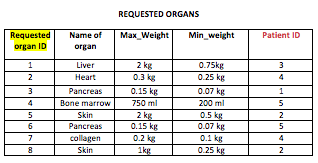 REQUESTED ORGANS
Requested organ ID Name of organ Max_Weight Min_weight Patient ID
1 Liver 2 kg 0.75kg 3
2 Heart 0.3 kg 0.25 kg 4
3 Pancreas 0.15 kg 0.07 kg 1
4 Bone marrow 750 ml 200 ml 5
5 Skin 2 kg 0.5 kg 2
6 Pancreas 0.15 kg 0.07 kg 5
7 collagen 0.2 kg 0.1 kg 4
8 Skin 1kg 0.25 kg 2